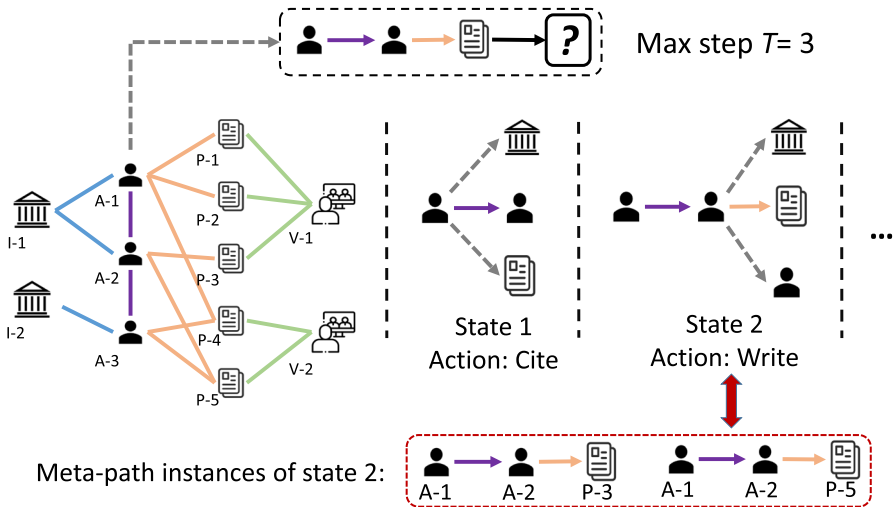 ?
Max step T= 3
I-1
I-2
A-1
A-2
A-3
P-1
P-2
P-3
P-4
P-5
V-1
V-2
State 1
Action: Cite
State 2
Action: Write
...
Meta-path instances of state 2:
A-1 A-2 P-3 A-1 A-2 P-5